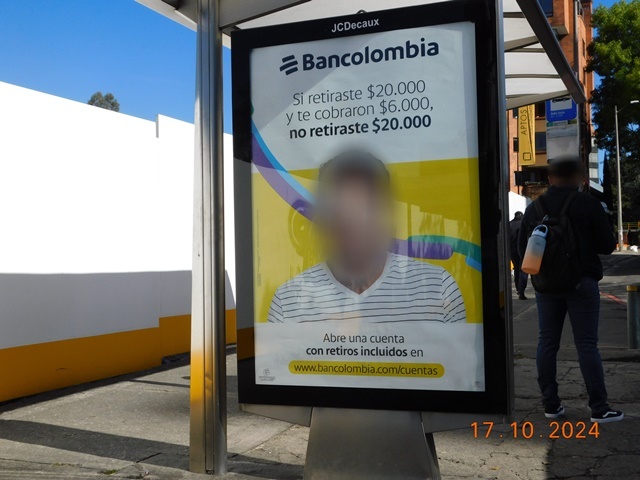 JCDecaux
Bancolombia
Si retiraste $20.000
y te cobraron $6.000,
no retiraste $20.000
Abre una cuenta
con retiros incluidos en
www.bancolombia.com/cuentas
APTOS
17.10.2024